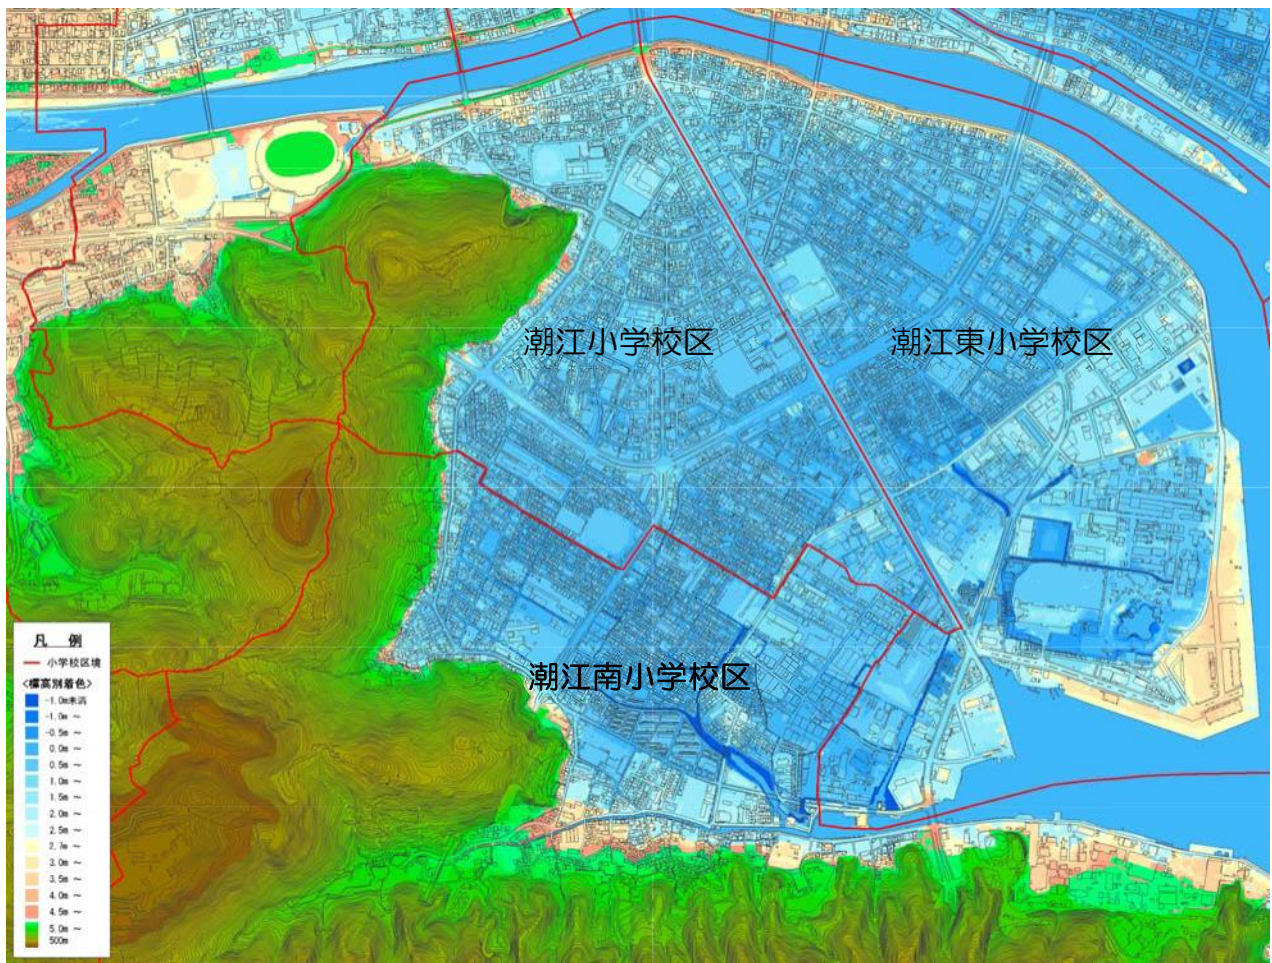 潮江小学校区
潮江東小学校区
潮江南小学校区
凡 例
小学校区境
<標高別着色>
-1.0m未満
-1.0m ～
-0.5m ～
0.0m ～
0.5m ～
1.0m ～
1.5m ～
2.0m ～
2.5m ～
2.7m ～
3.0m ～
3.5m ～
4.0m ～
4.5m ～
5.0m ～
500m